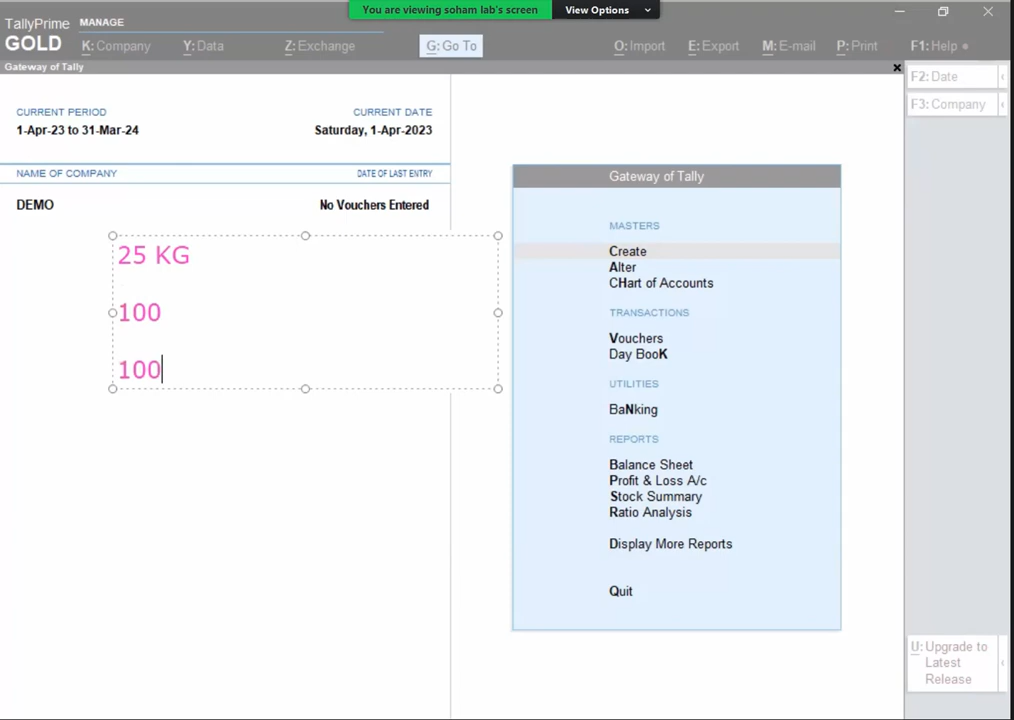 You are viewing soham lab's screen
View Options
TallyPrime
GOLD
MANAGE
K: Company
Y: Data
Z: Exchange
G: Go To
O: Import
E: Export
M: E-mail
P: Print
F1: Help
Gateway of Tally
F2: Date
F3: Company
CURRENT PERIOD
CURRENT DATE
1-Apr-23 to 31-Mar-24
Saturday, 1-Apr-2023
NAME OF COMPANY
DATE OF LAST ENTRY
DEMO
No Vouchers Entered
25 KG
100
100
Gateway of Tally
MASTERS
Create
Alter
CHart of Accounts
TRANSACTIONS
Vouchers
Day BooK
UTILITIES
BaNking
REPORTS
Balance Sheet
Profit & Loss A/c
Stock Summary
Ratio Analysis
Display More Reports
Quit
U: Upgrade to
Latest
Release